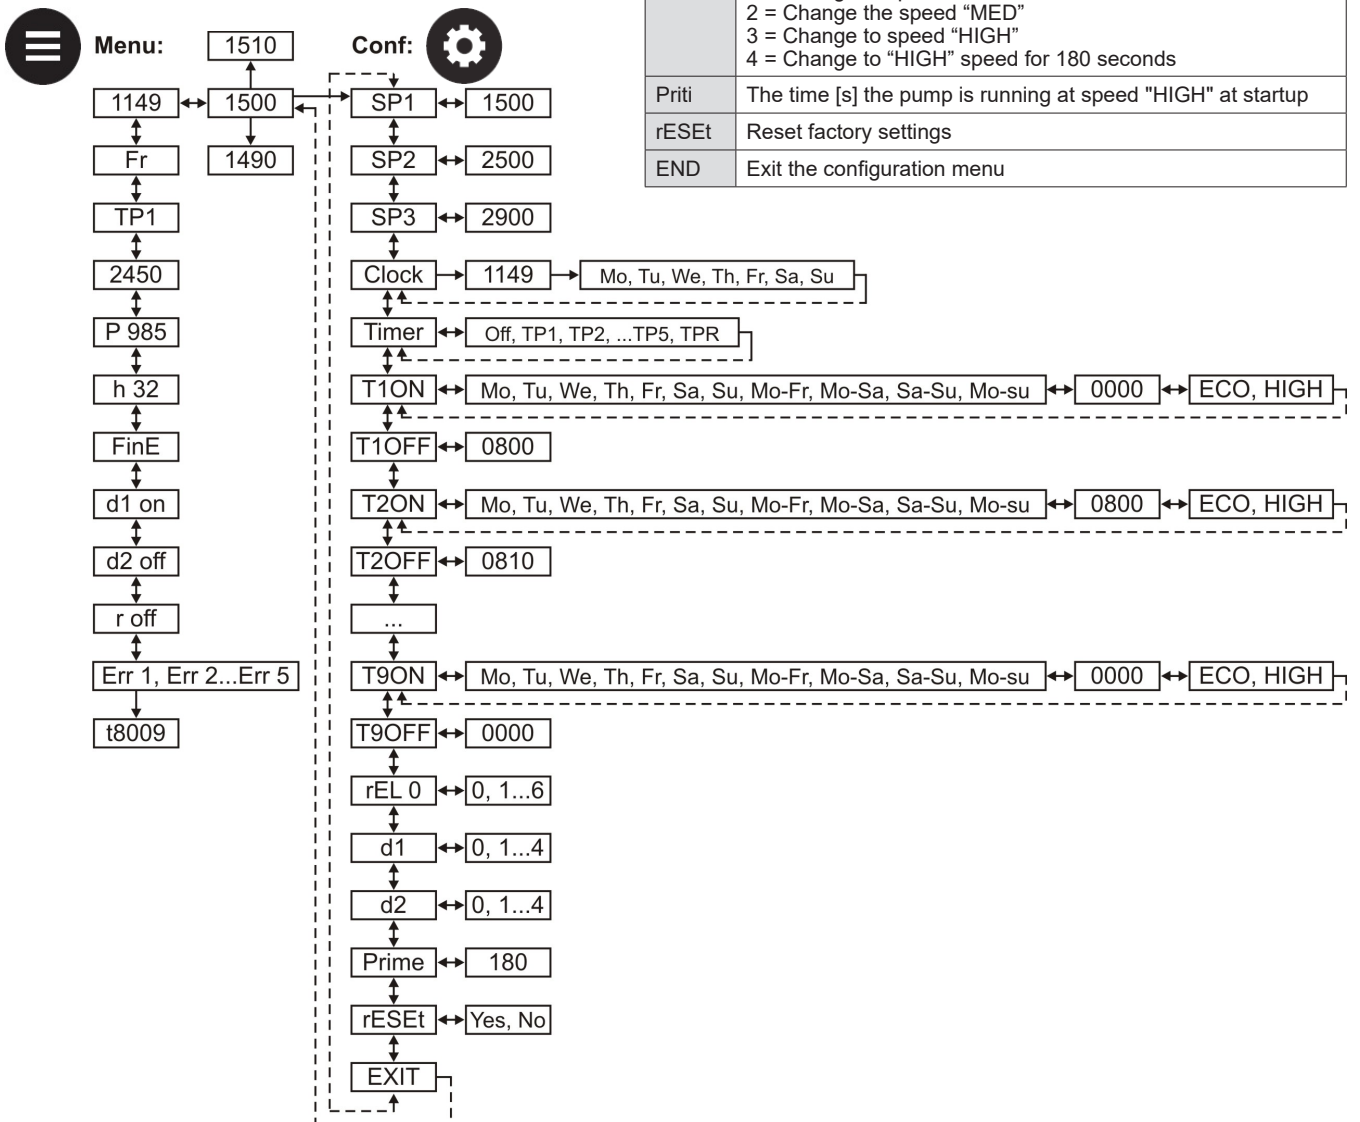 2 = Change the speed “MED”
3 = Change to speed “HIGH”
4 = Change to “HIGH” speed for 180 seconds
Priti The time [s] the pump is running at speed "HIGH" at startup
rESEt Reset factory settings
END Exit the configuration menu
Menu:
1510
1149
1500
Fr
1490
TP1
2450
P 985
h 32
FinE
d1 on
d2 off
r off
Err 1, Err 2...Err 5
t8009
Conf:
SP1 1500
SP2 2500
SP3 2900
Clock 1149 Mo, Tu, We, Th, Fr, Sa, Su
Timer Off, TP1, TP2, ...TP5, TPR
T1ON Mo, Tu, We, Th, Fr, Sa, Su, Mo-Fr, Mo-Sa, Sa-Su, Mo-su 0000 ECO, HIGH
T1OFF 0800
T2ON Mo, Tu, We, Th, Fr, Sa, Su, Mo-Fr, Mo-Sa, Sa-Su, Mo-su 0800 ECO, HIGH
T2OFF 0810
...
T9ON Mo, Tu, We, Th, Fr, Sa, Su, Mo-Fr, Mo-Sa, Sa-Su, Mo-su 0000 ECO, HIGH
T9OFF 0000
rEL 0 0, 1...6
d1 0, 1...4
d2 0, 1...4
Prime 180
rESEt Yes, No
EXIT